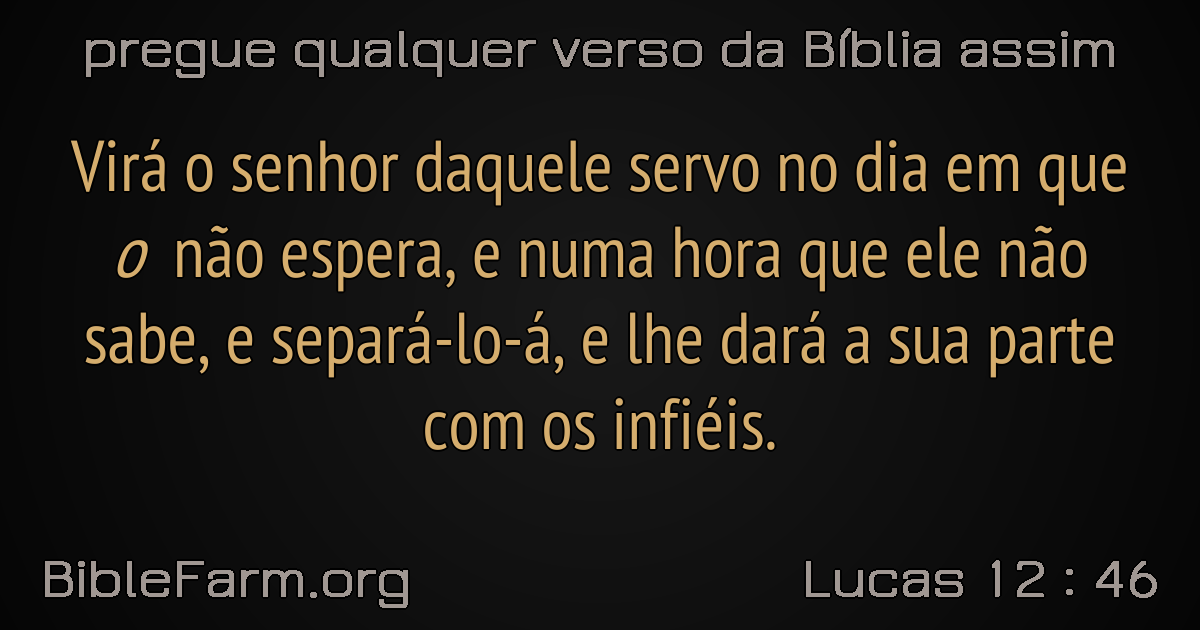 pregue qualquer verso da Bíblia assim
Virá o senhor daquele servo no dia em que
o não espera, e numa hora que ele não
sabe, e separá-lo-á, e lhe dará a sua parte
com os infiéis.
BibleFarm.org
Lucas 12 : 46